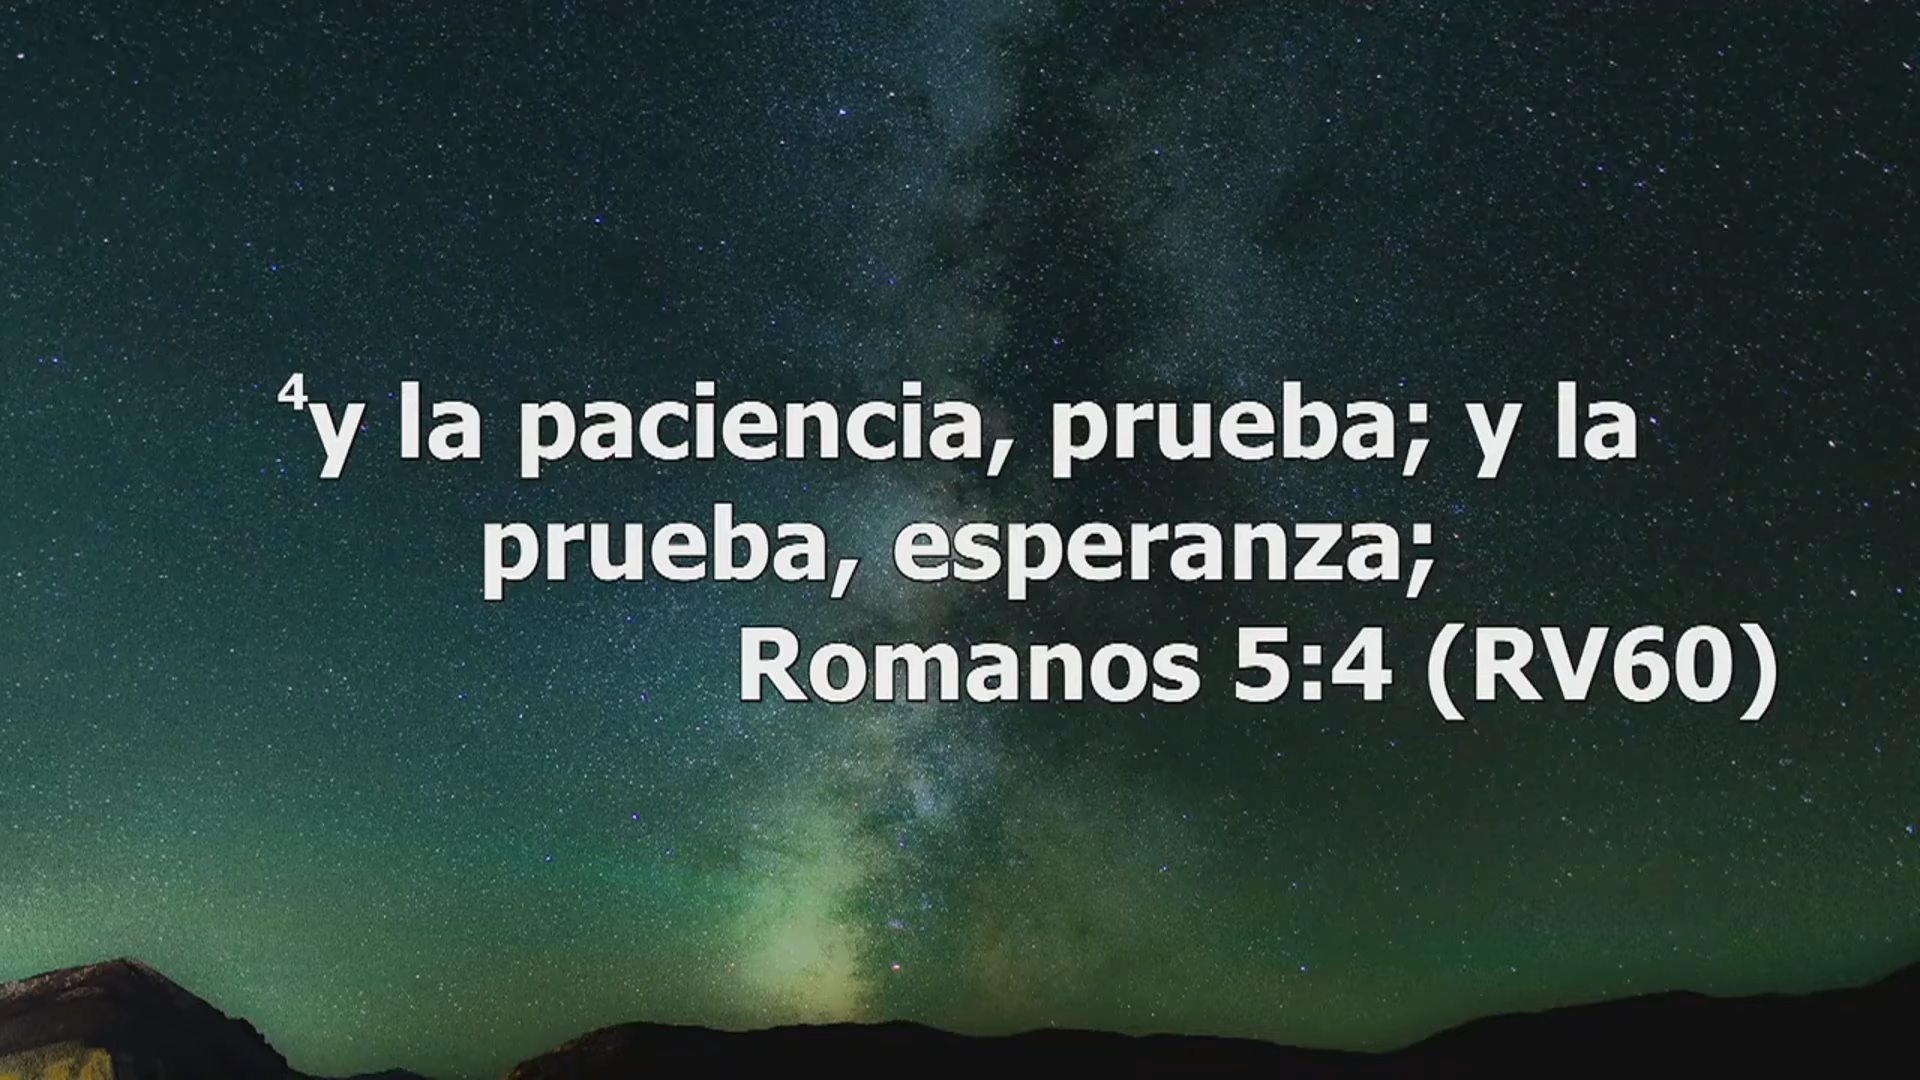 ⁴y la paciencia, prueba; y la
prueba, esperanza;
Romanos 5:4 (RV60)